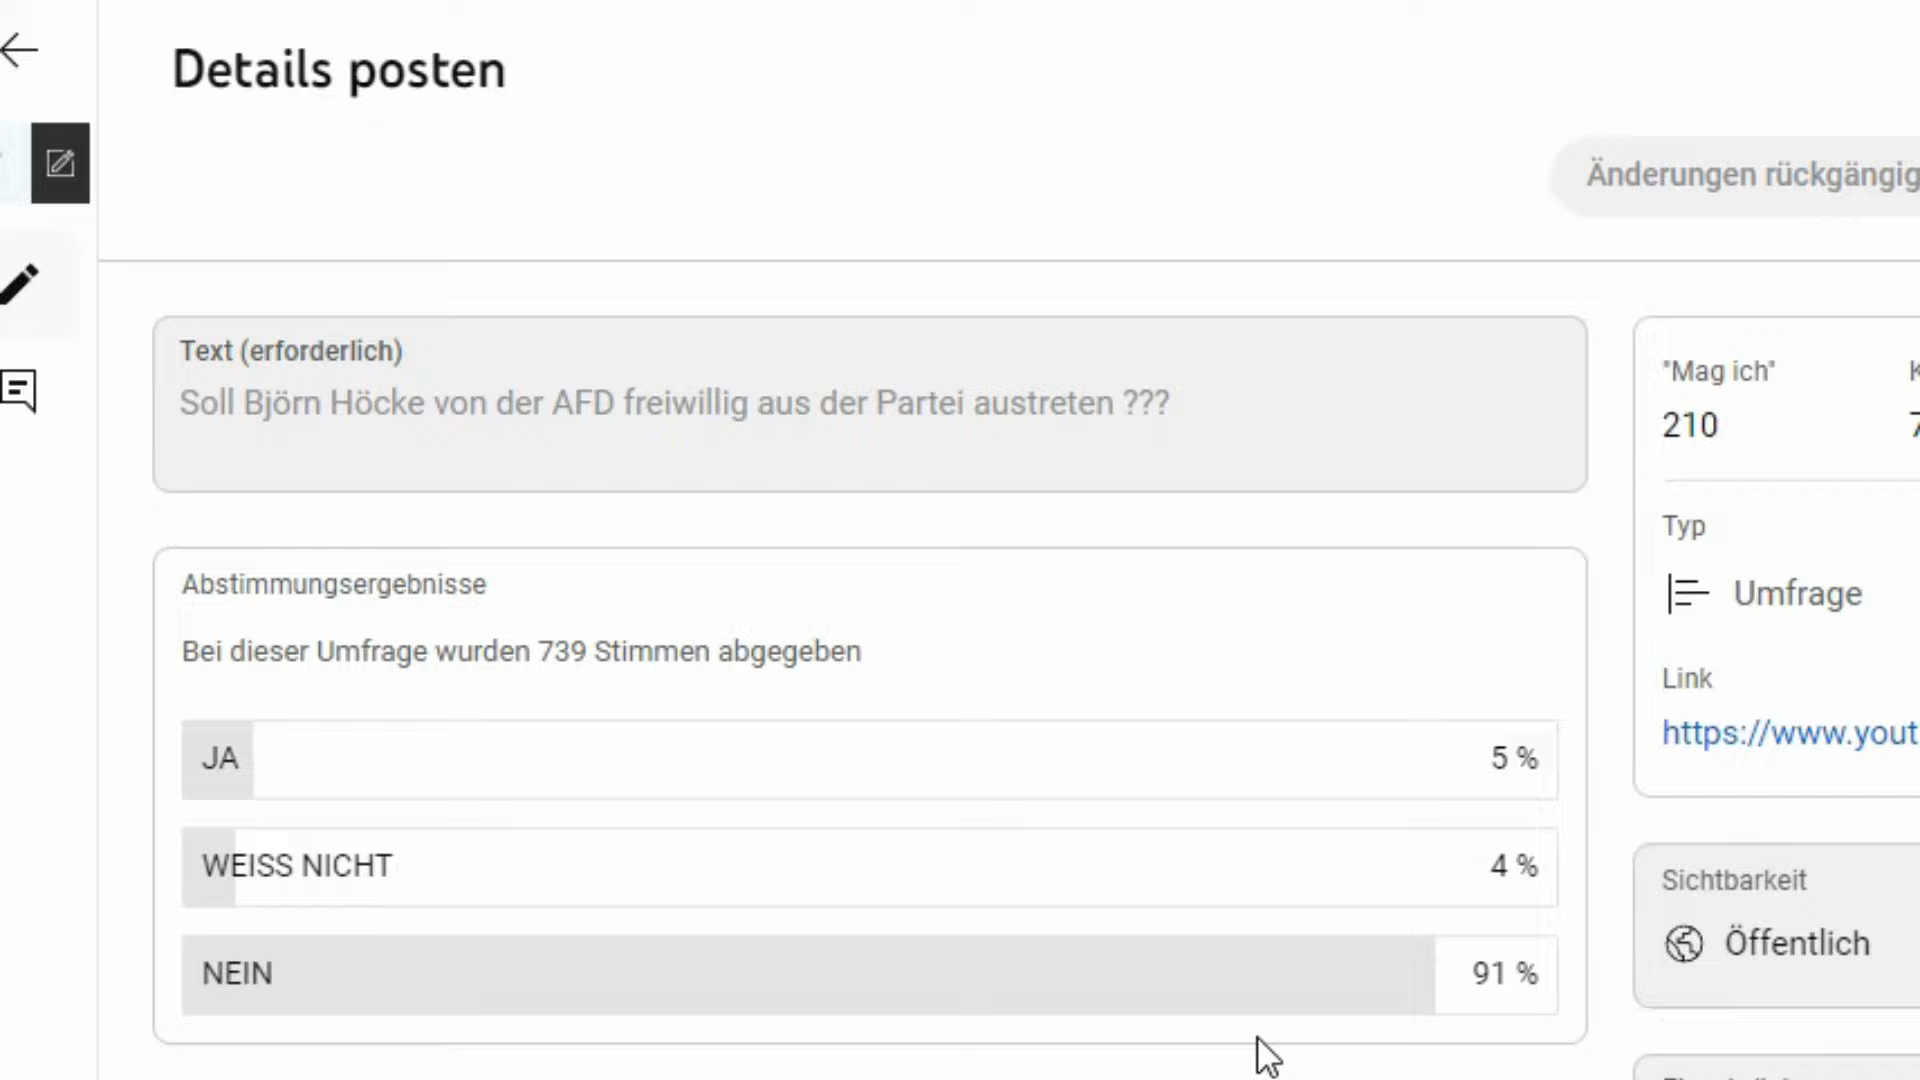 Details posten
Änderungen rückgängig
Text (erforderlich)
Soll Björn Höcke von der AFD freiwillig aus der Partei austreten ???
"Mag ich"
210
Abstimmungsergebnisse
Bei dieser Umfrage wurden 739 Stimmen abgegeben
JA 5 %
WEISS NICHT 4 %
NEIN 91 %
Typ
Umfrage
Link
https://www.yout
Sichtbarkeit
Öffentlich